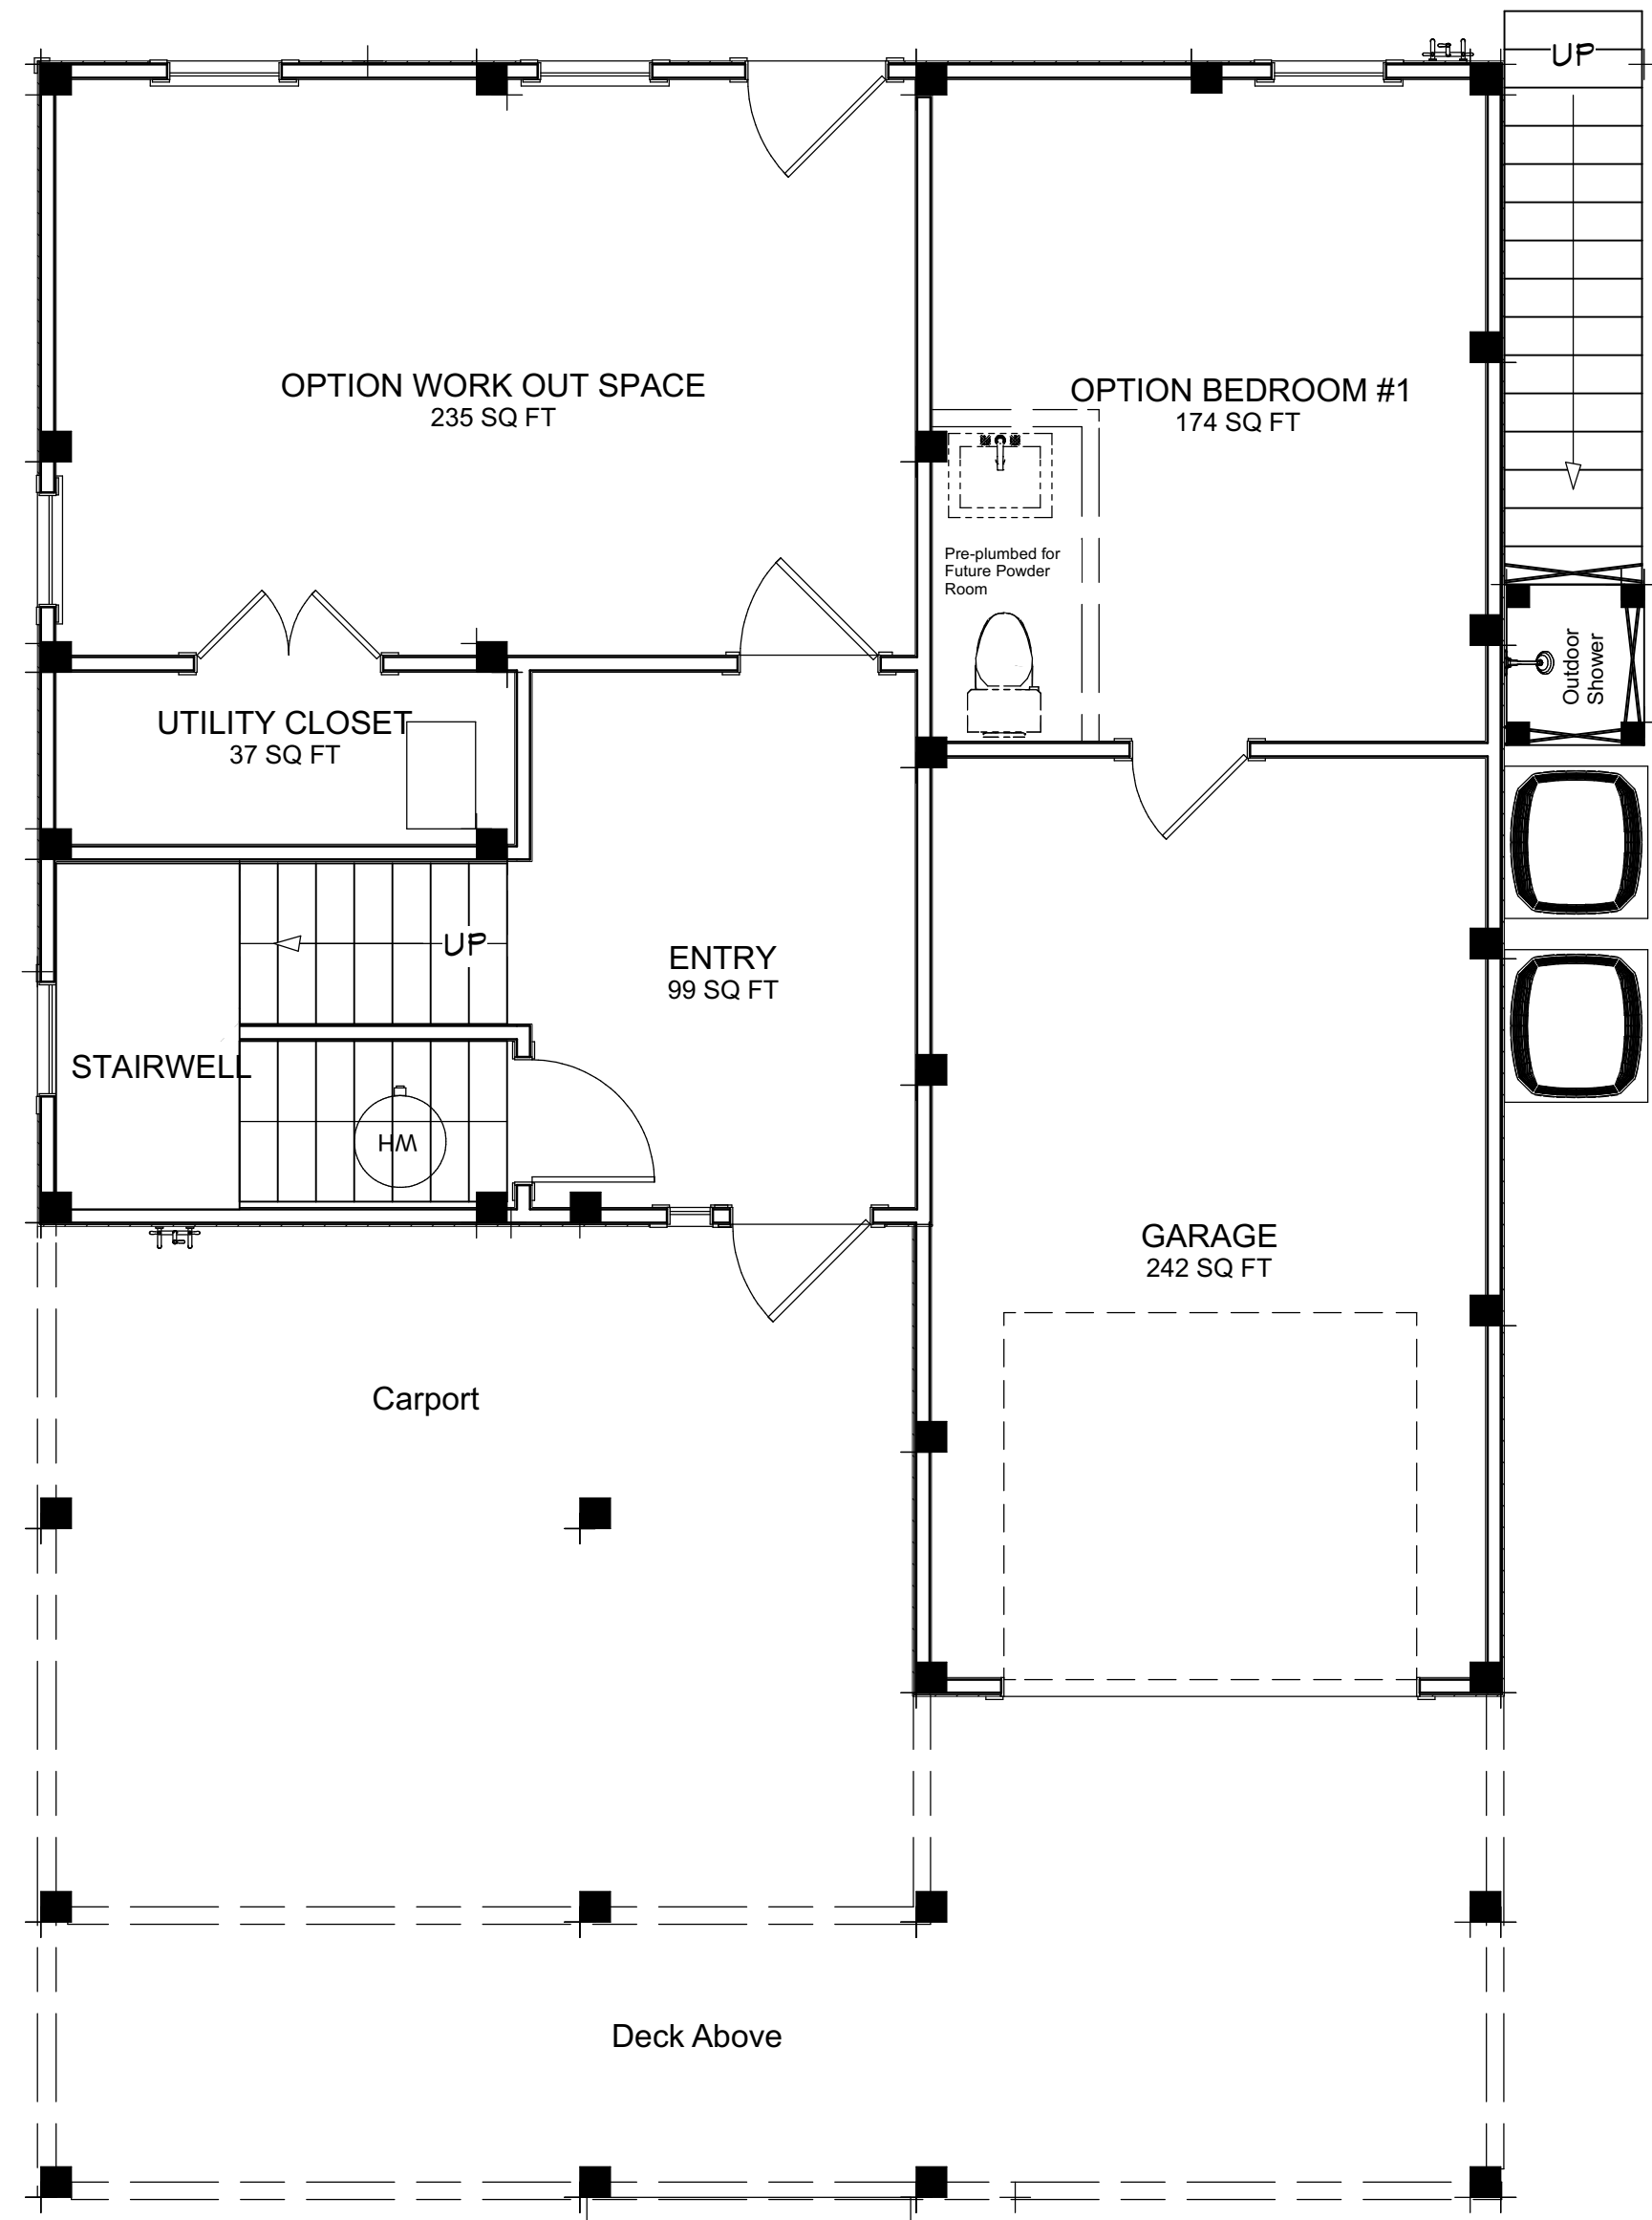 UP
OPTION WORK OUT SPACE
235 SQ FT
OPTION BEDROOM #1
174 SQ FT
Pre-plumbed for
Future Powder
Room
Outdoor
Shower
UTILITY CLOSET
37 SQ FT
UP
ENTRY
99 SQ FT
STAIRWELL
WH
GARAGE
242 SQ FT
Carport
Deck Above